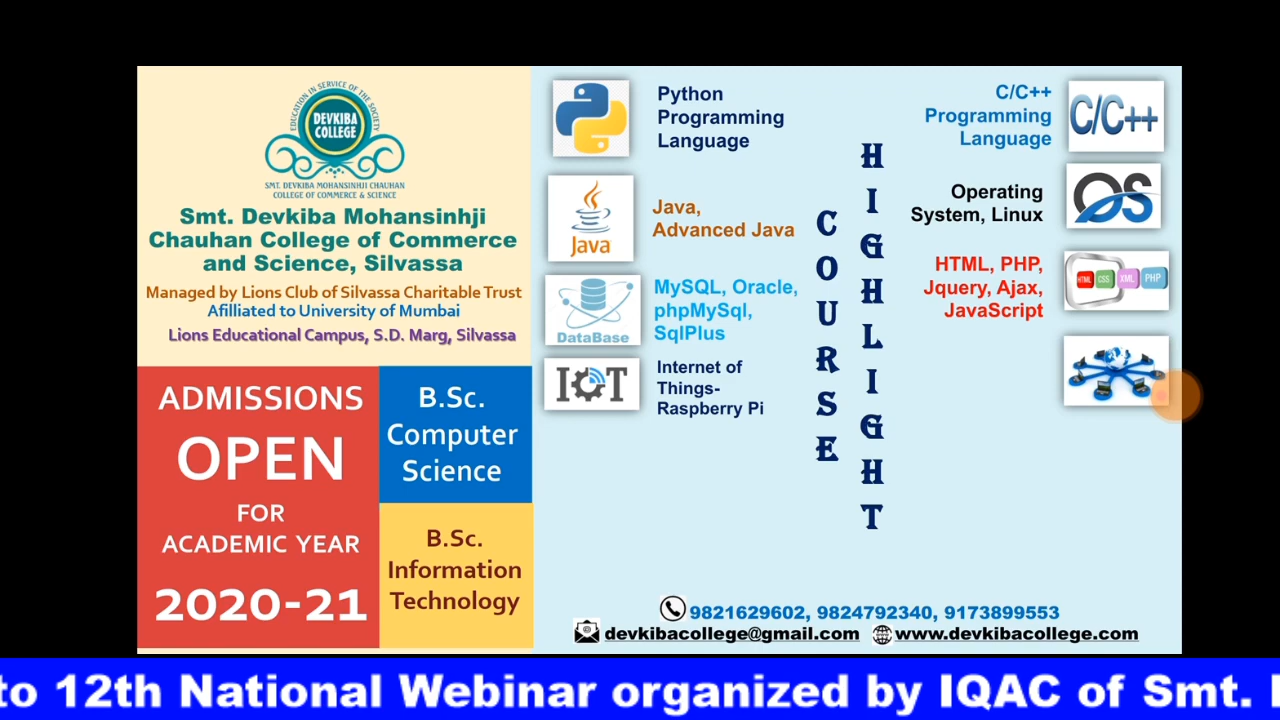 EDUCATION IN SERVICE OF THE SOCIETY
DEVKIBA
COLLEGE
SMT. DEVKIBA MOHANSINHJI CHAUHAN
COLLEGE OF COMMERCE & SCIENCE
Smt. Devkiba Mohansinhji
Chauhan College of Commerce
and Science, Silvassa
Managed by Lions Club of Silvassa Charitable Trust
Afilliated to University of Mumbai
Lions Educational Campus, S.D. Marg, Silvassa
ADMISSIONS
OPEN
FOR
ACADEMIC YEAR
2020-21
B.Sc.
Computer
Science
B.Sc.
Information
Technology
Python
Programming
Language
Java
Java,
Advanced Java
DataBase
MySQL, Oracle,
phpMySql,
SqlPlus
IOT
Internet of
Things-
Raspberry Pi
COURSE
HIGHLIGHT
C/C++
Programming
Language
C/C++
Operating
System, Linux
OS
HTML, PHP,
Jquery, Ajax,
JavaScript
HTML CSS XML PHP
9821629602, 9824792340, 9173899553
devkibacollege@gmail.com www.devkibacollege.com
to 12th National Webinar organized by IQAC of Smt.